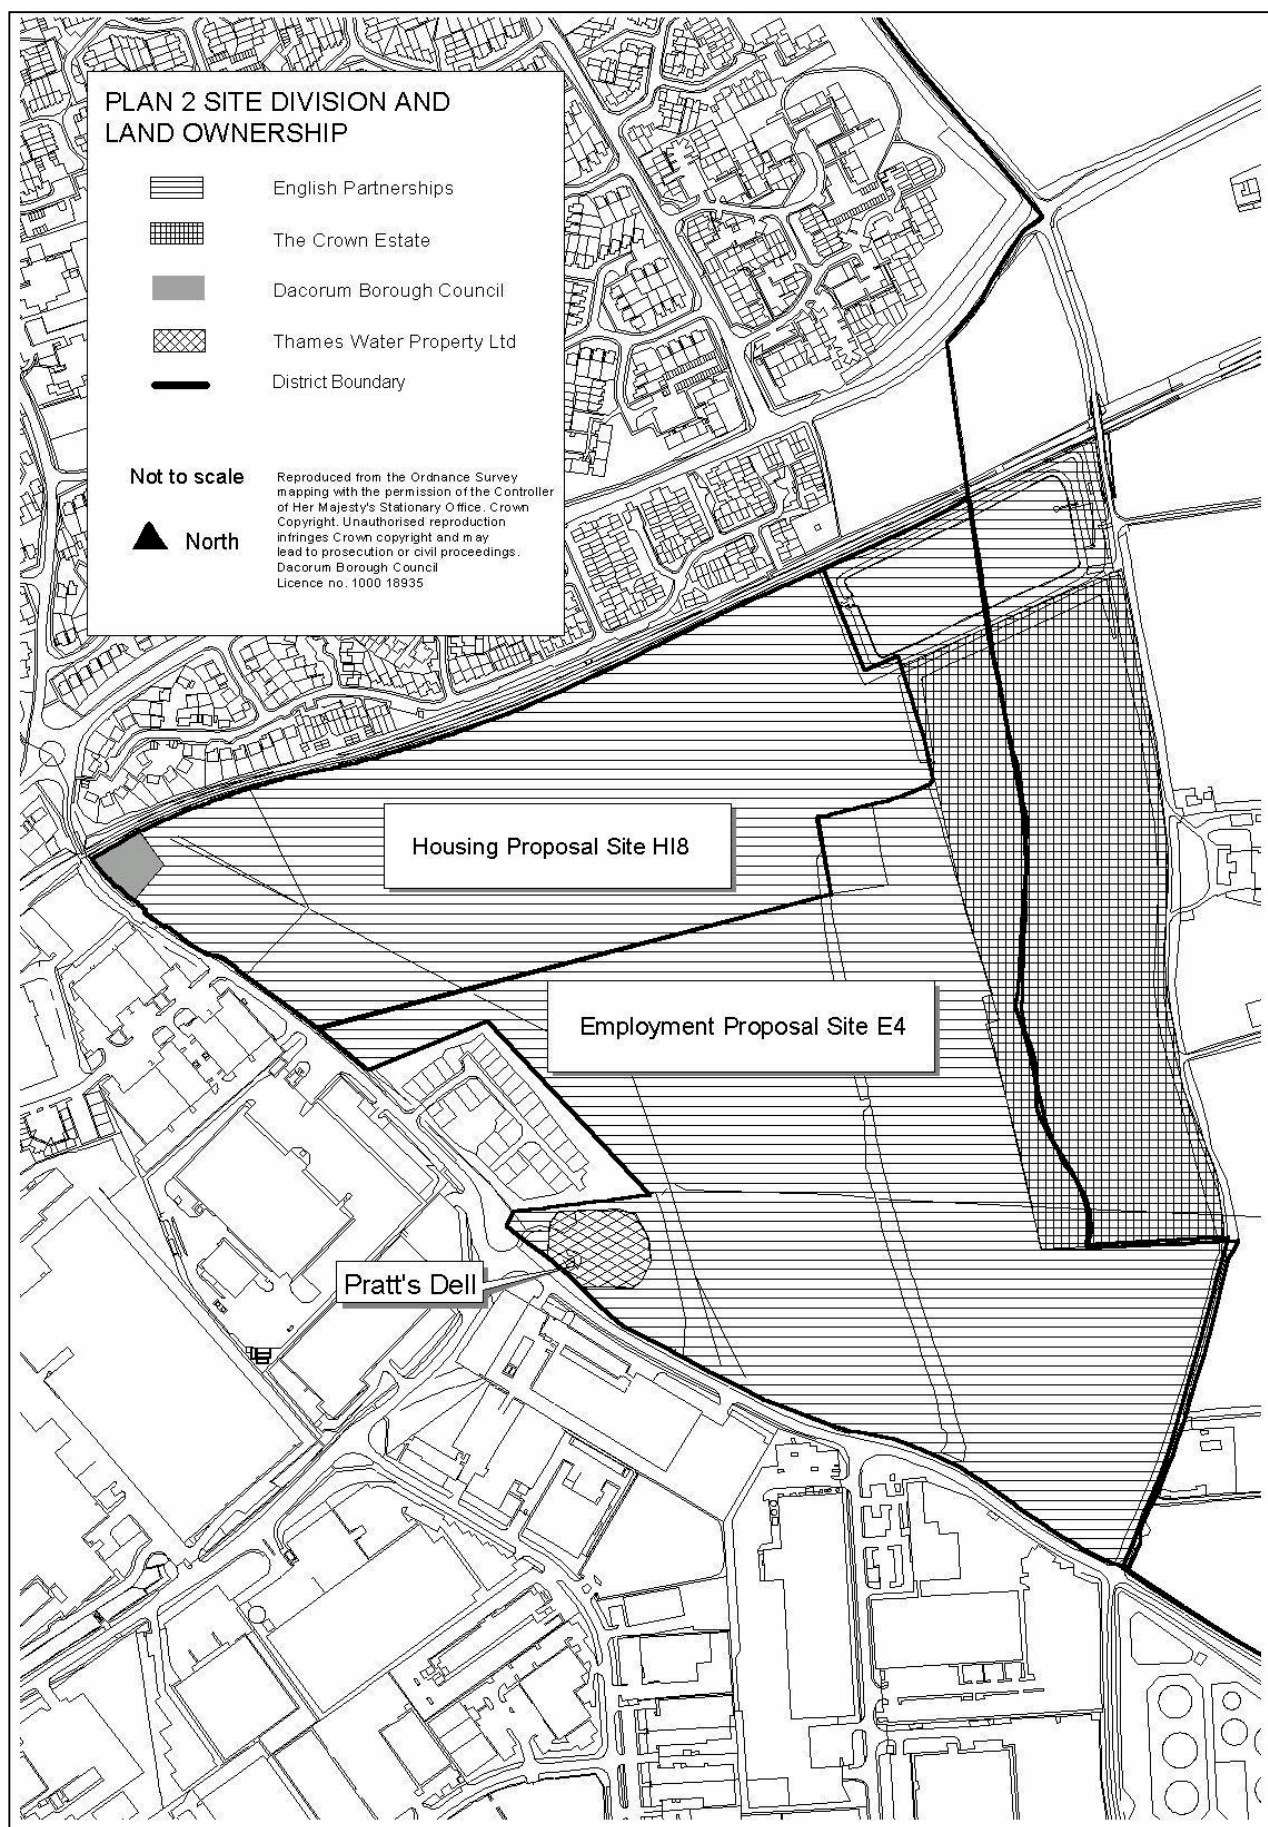 PLAN 2 SITE DIVISION AND
LAND OWNERSHIP
English Partnerships
The Crown Estate
Dacorum Borough Council
Thames Water Property Ltd
District Boundary
Not to scale
North
Reproduced from the Ordnance Survey
mapping with the permission of the Controller
of Her Majesty's Stationary Office. Crown
Copyright. Unauthorised reproduction
infringes Crown copyright and may
lead to prosecution or civil proceedings.
Dacorum Borough Council
Licence no. 1000 18935
Housing Proposal Site HI8
Employment Proposal Site E4
Pratt's Dell